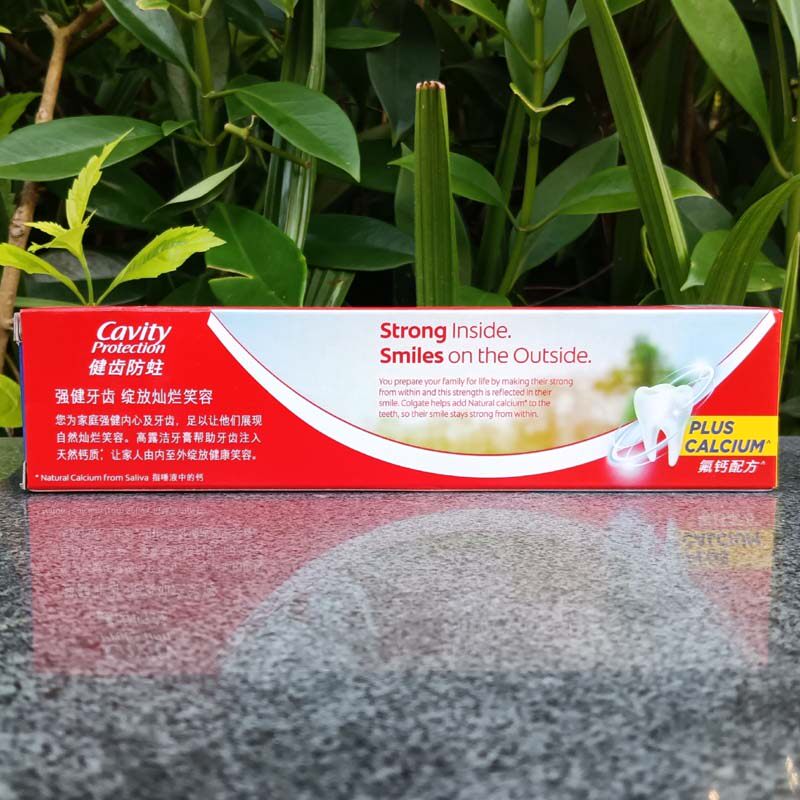 Cavity
Protection
健齿防蛀
强健牙齿 绽放灿烂笑容
您为家庭强健内心及牙齿，足以让他们展现
自然灿烂笑容。高露洁牙膏帮助牙齿注入
天然钙质*，让家人由内至外绽放健康笑容。
* Natural Calcium from Saliva 指唾液中的钙
Strong Inside.
Smiles on the Outside.
You prepare your family for life by making their strong
from within and this strength is reflected in their
smile. Colgate helps add Natural calcium* to the
teeth, so their smile stays strong from within.
PLUS
CALCIUM^
氟钙配方^